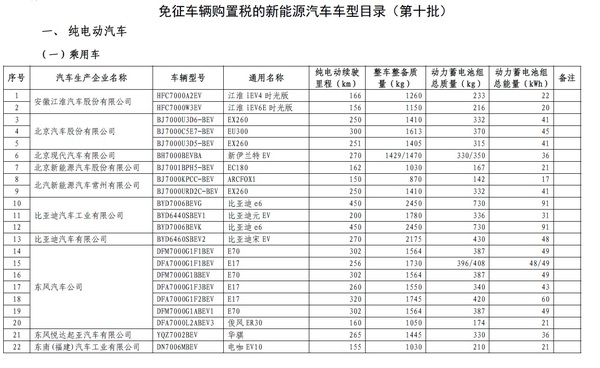 免征车辆购置税的新能源汽车车型目录（第十批）
一、 纯电动汽车
（一）乘用车
序号 汽车生产企业名称 车辆型号 通用名称 纯电动续驶里程（km） 整车整备质量（kg） 动力蓄电池组总质量（kg） 动力蓄电池组总能量（kWh） 备注
1 安徽江淮汽车股份有限公司 HFC7000A2EV 江淮 iEV4 时光版 166 1260 233 22
2 HFC7000W3EV 江淮 iEV6E 时光版 156 1150 216 20
3 北京汽车股份有限公司 BJ7000U3D6-BEV EX260 250 1410 332 41
4 BJ7000C5E7-BEV EU300 300 1613 370 45
5 BJ7000U3D5-BEV EX260 251 1405 315 41
6 北京现代汽车有限公司 BH7000BEVBA 新伊兰特 EV 270 1429/1470 330/350 36
7 北京新能源汽车股份有限公司 BJ7001BPH5-BEV EC180 162 1030 167 21
8 北汽新能源汽车常州有限公司 BJ7000KPCC-BEV ARCFOX1 150 870 142 17
9 BJ7000URD2C-BEV EX260 250 1410 332 41
10 比亚迪汽车工业有限公司 BYD7006BEVG 比亚迪 e6 450 2450 730 91
11 BYD6440SBEV1 比亚迪元 EV 200 1780 336 31
12 BYD7006BEVK 比亚迪 e6 450 2450 730 91
13 比亚迪汽车有限公司 BYD6460SBEV2 比亚迪宋 EV 270 2175 430 48
14 东风汽车公司 DFM7000G1F1BEV E70 302 1564 387 49
15 DFA7000G1F1BEV E17 256 1730 396/408 48/49
16 DFM7000G1BBEV E70 302 1564 387 49
17 DFA7000G1F3BEV E17 260 1550 340 43
18 DFA7000G1F2BEV E17 320 1745 420 60
19 DFM7000G1ABEV1 E70 302 1564 387 49
20 DFA7000L2ABEV3 俊风 ER30 160 1050 174 21
21 东风悦达起亚汽车有限公司 YQZ7002BEV 华骐 265 1445 330 36
22 东南(福建)汽车工业有限公司 DN7006MBEV 电咖 EV10 155 1030 210 21